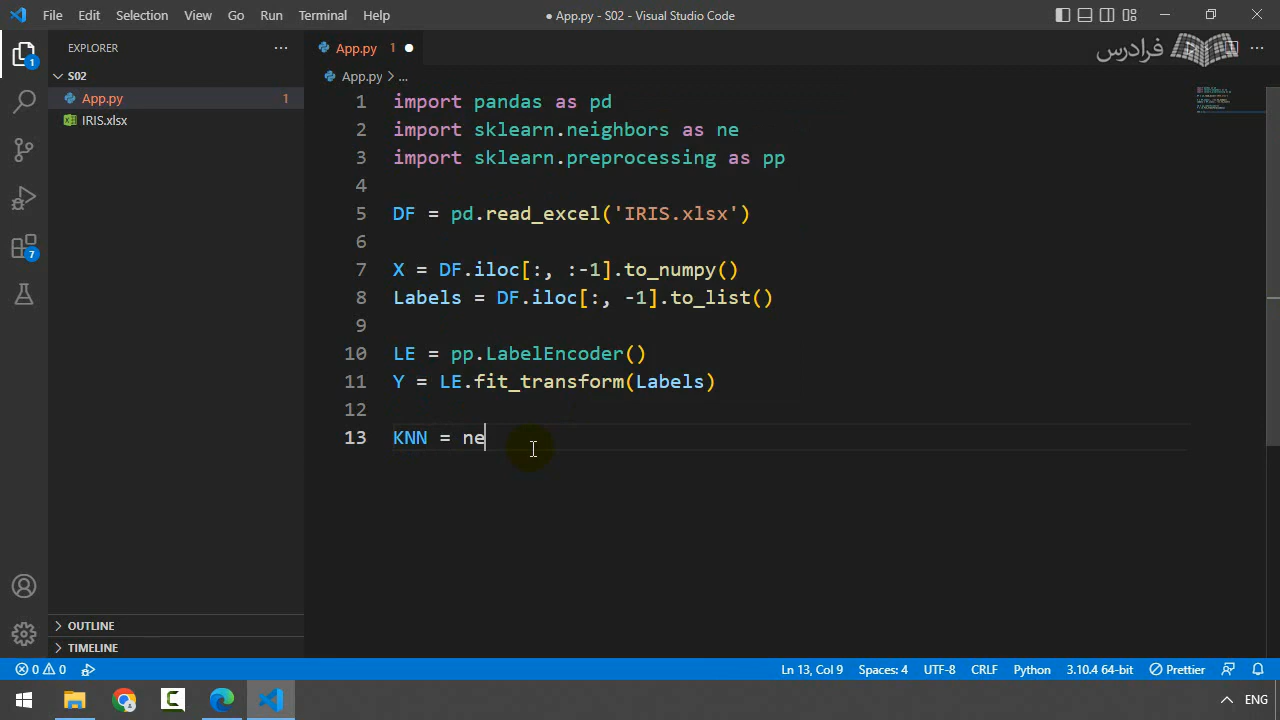 File Edit Selection View Go Run Terminal Help
● App.py - S02 - Visual Studio Code
EXPLORER
S02
App.py 1
IRIS.xlsx
App.py 1
فرادرس
App.py > ...
1 import pandas as pd
2 import sklearn.neighbors as ne
3 import sklearn.preprocessing as pp
4
5 DF = pd.read_excel('IRIS.xlsx')
6
7 X = DF.iloc[:, :-1].to_numpy()
8 Labels = DF.iloc[:, -1].to_list()
9
10 LE = pp.LabelEncoder()
11 Y = LE.fit_transform(Labels)
12
13 KNN = ne
1
7
OUTLINE
TIMELINE
0 0 Ln 13, Col 9 Spaces: 4 UTF-8 CRLF Python 3.10.4 64-bit Prettier
ENG